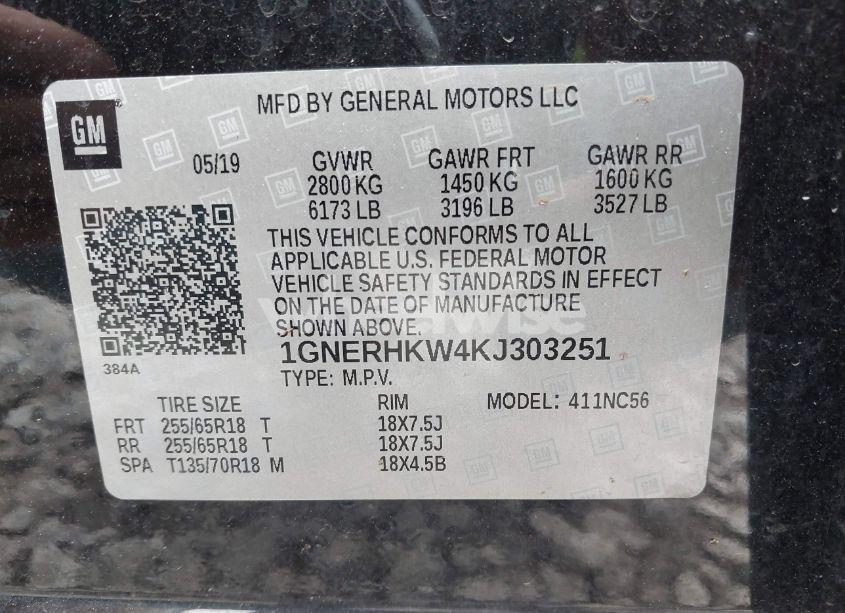 GM
MFD BY GENERAL MOTORS LLC
05/19 GVWR GAWR FRT GAWR RR
2800 KG 1450 KG 1600 KG
6173 LB 3196 LB 3527 LB
THIS VEHICLE CONFORMS TO ALL
APPLICABLE U.S. FEDERAL MOTOR
VEHICLE SAFETY STANDARDS IN EFFECT
ON THE DATE OF MANUFACTURE
SHOWN ABOVE.
1GNERHKW4KJ303251
384A
TYPE: M.P.V.
TIRE SIZE RIM MODEL: 411NC56
FRT 255/65R18 T 18X7.5J
RR 255/65R18 T 18X7.5J
SPA T135/70R18 M 18X4.5B